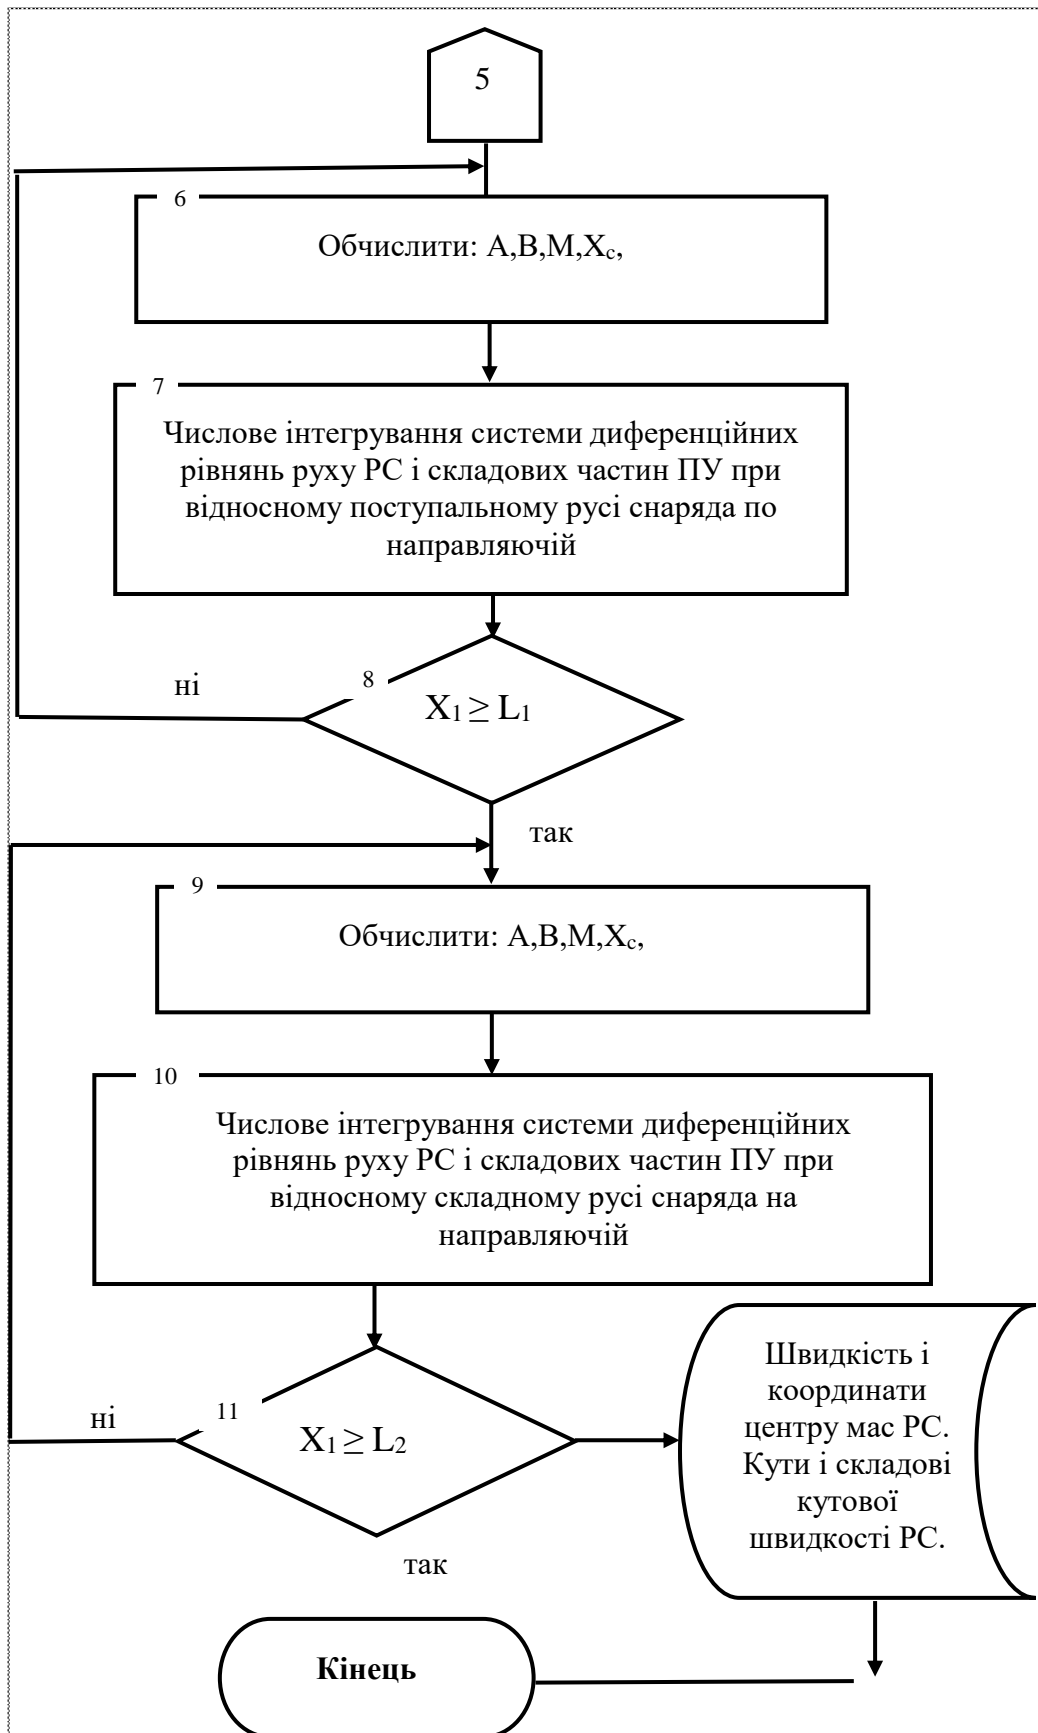 5
6
Обчислити: А,В,М,Хс,
7
Числове інтегрування системи диференційних
рівнянь руху РС і складових частин ПУ при
відносному поступальному русі снаряда по
направляючій
8
ні
X₁ ≥ L₁
так
9
Обчислити: А,В,М,Хс,
10
Числове інтегрування системи диференційних
рівнянь руху РС і складових частин ПУ при
відносному складному русі снаряда на
направляючій
11
ні
X₁ ≥ L₂
Швидкість і
координати
центру мас РС.
Кути і складові
кутової
швидкості РС.
так
Кінець